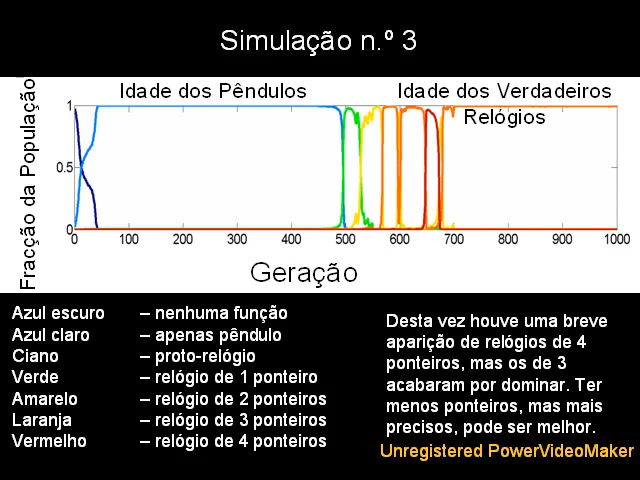 Simulação n.º 3
Idade dos Pêndulos
Idade dos Verdadeiros
Relógios
Fracção da População
1
0.5
0
0 100 200 300 400 500 600 700 800 900 1000
Geração
Azul escuro – nenhuma função
Azul claro – apenas pêndulo
Ciano – proto-relógio
Verde – relógio de 1 ponteiro
Amarelo – relógio de 2 ponteiros
Laranja – relógio de 3 ponteiros
Vermelho – relógio de 4 ponteiros
Desta vez houve uma breve
aparição de relógios de 4
ponteiros, mas os de 3
acabaram por dominar. Ter
menos ponteiros, mas mais
precisos, pode ser melhor.
Unregistered PowerVideoMaker